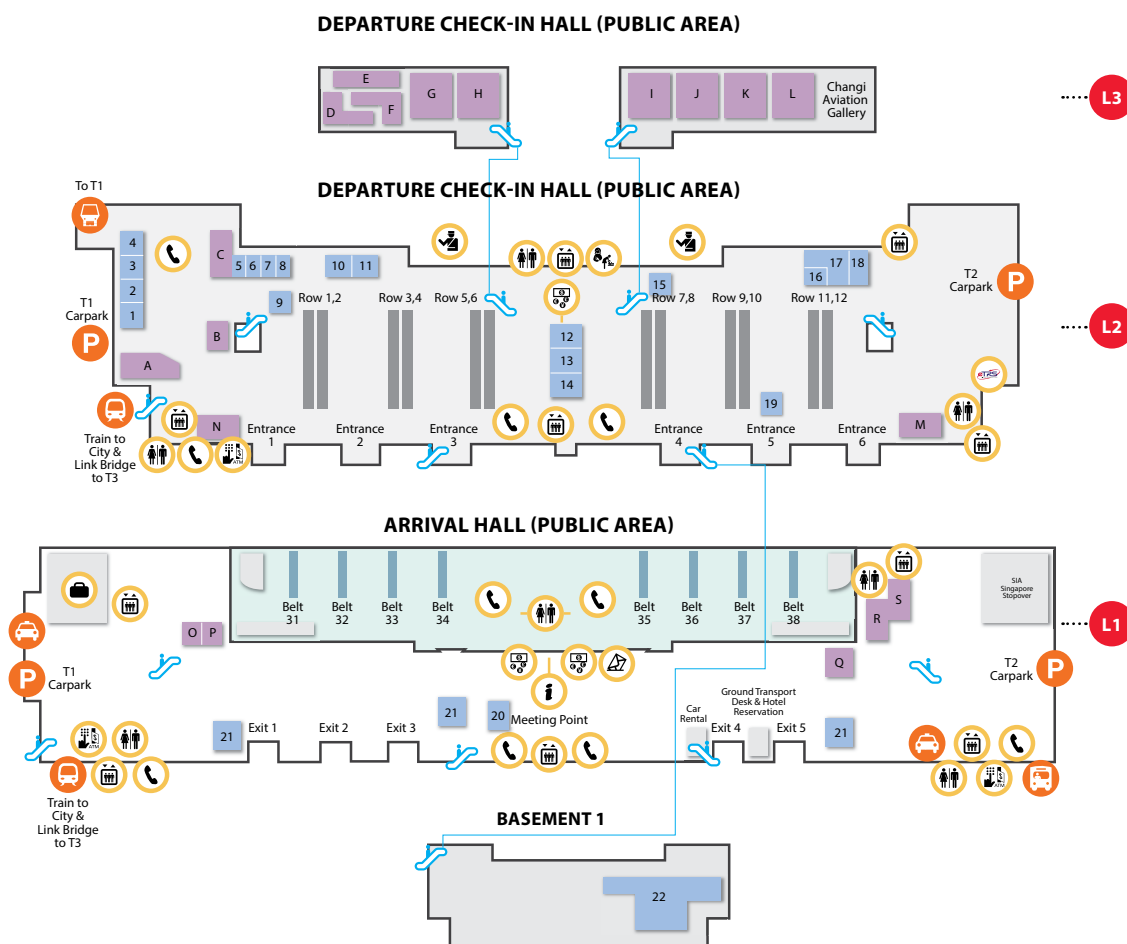 DEPARTURE CHECK-IN HALL (PUBLIC AREA)
E
D
F
G
H
I
J
K
L
Changi
Aviation
Gallery
L3
DEPARTURE CHECK-IN HALL (PUBLIC AREA)
To T1
4
3
2
1
C
5 6 7 8
10 11
9
15
16
17 18
T1
Carpark
P
T2
Carpark
P
L2
Row 1,2
Row 3,4
Row 5,6
Row 7,8
Row 9,10
Row 11,12
B
A
12
13
14
19
N
M
Train to
City &
Link Bridge
to T3
ATM
Entrance
1
Entrance
2
Entrance
3
Entrance
4
Entrance
5
Entrance
6
ARRIVAL HALL (PUBLIC AREA)
Belt
31
Belt
32
Belt
33
Belt
34
Belt
35
Belt
36
Belt
37
Belt
38
S
R
SIA
Singapore
Stopover
L1
O P
Q
T1
Carpark
P
T2
Carpark
P
i
21
21
20
Meeting Point
Car
Rental
Ground Transport
Desk & Hotel
Reservation
21
Exit 1
Exit 2
Exit 3
Exit 4
Exit 5
ATM
ATM
Train to
City &
Link Bridge
to T3
BASEMENT 1
22